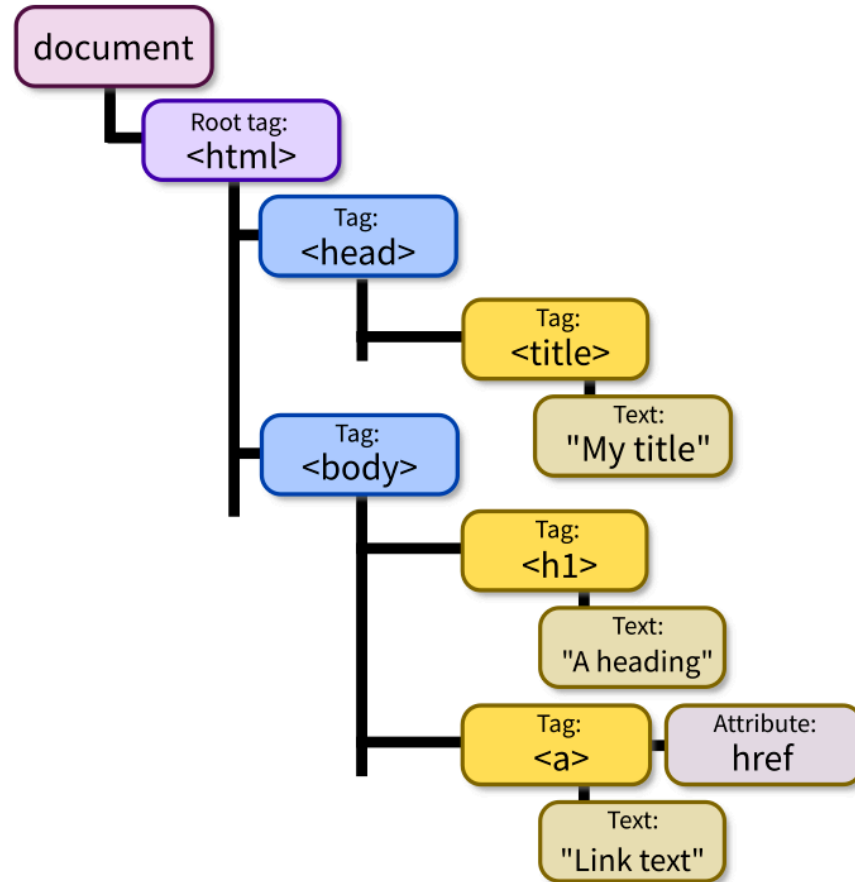 document
Root tag:
<html>
Tag:
<head>
Tag:
<title>
Text:
"My title"
Tag:
<body>
Tag:
<h1>
Text:
"A heading"
Tag:
<a>
Attribute:
href
Text:
"Link text"